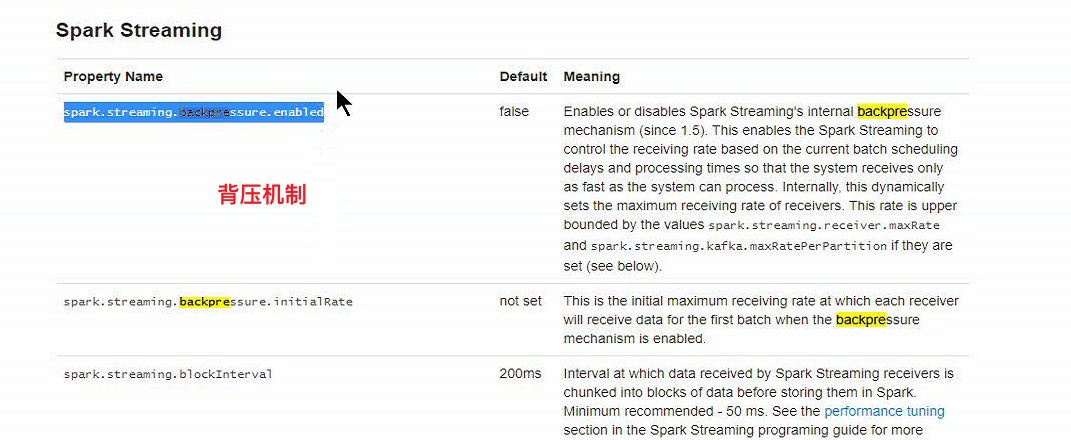 Spark Streaming
Property Name Default Meaning
spark.streaming.backpressure.enabled false Enables or disables Spark Streaming's internal backpressure
mechanism (since 1.5). This enables the Spark Streaming to
control the receiving rate based on the current batch scheduling
delays and processing times so that the system receives only
as fast as the system can process. Internally, this dynamically
背压机制
sets the maximum receiving rate of receivers. This rate is upper
bounded by the values spark.streaming.receiver.maxRate
and spark.streaming.kafka.maxRatePerPartition if they are
set (see below).
spark.streaming.backpressure.initialRate not set This is the initial maximum receiving rate at which each receiver
will receive data for the first batch when the backpressure
mechanism is enabled.
spark.streaming.blockInterval 200ms Interval at which data received by Spark Streaming receivers is
chunked into blocks of data before storing them in Spark.
Minimum recommended - 50 ms. See the performance tuning
section in the Spark Streaming programing guide for more